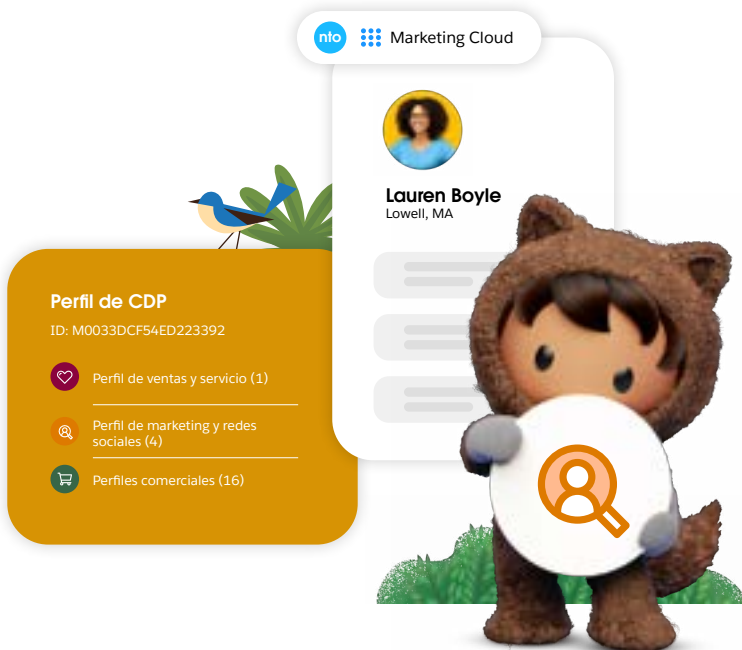 nto Marketing Cloud
Lauren Boyle
Lowell, MA
Perfil de CDP
ID: M0033DCF54ED223392
Perfil de ventas y servicio (1)
Perfil de marketing y redes
sociales (4)
Perfiles comerciales (16)